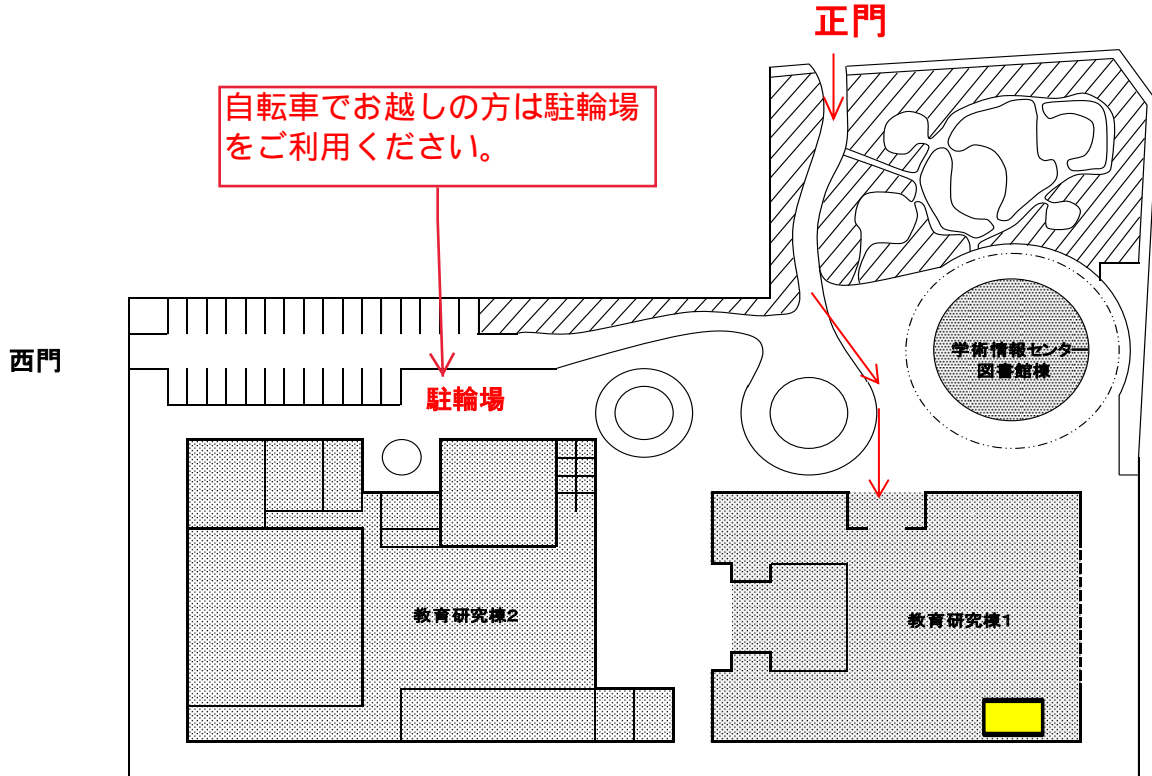 正門
自転車でお越しの方は駐輪場
をご利用ください。
西門
学術情報センター
図書館棟
駐輪場
教育研究棟2
教育研究棟1